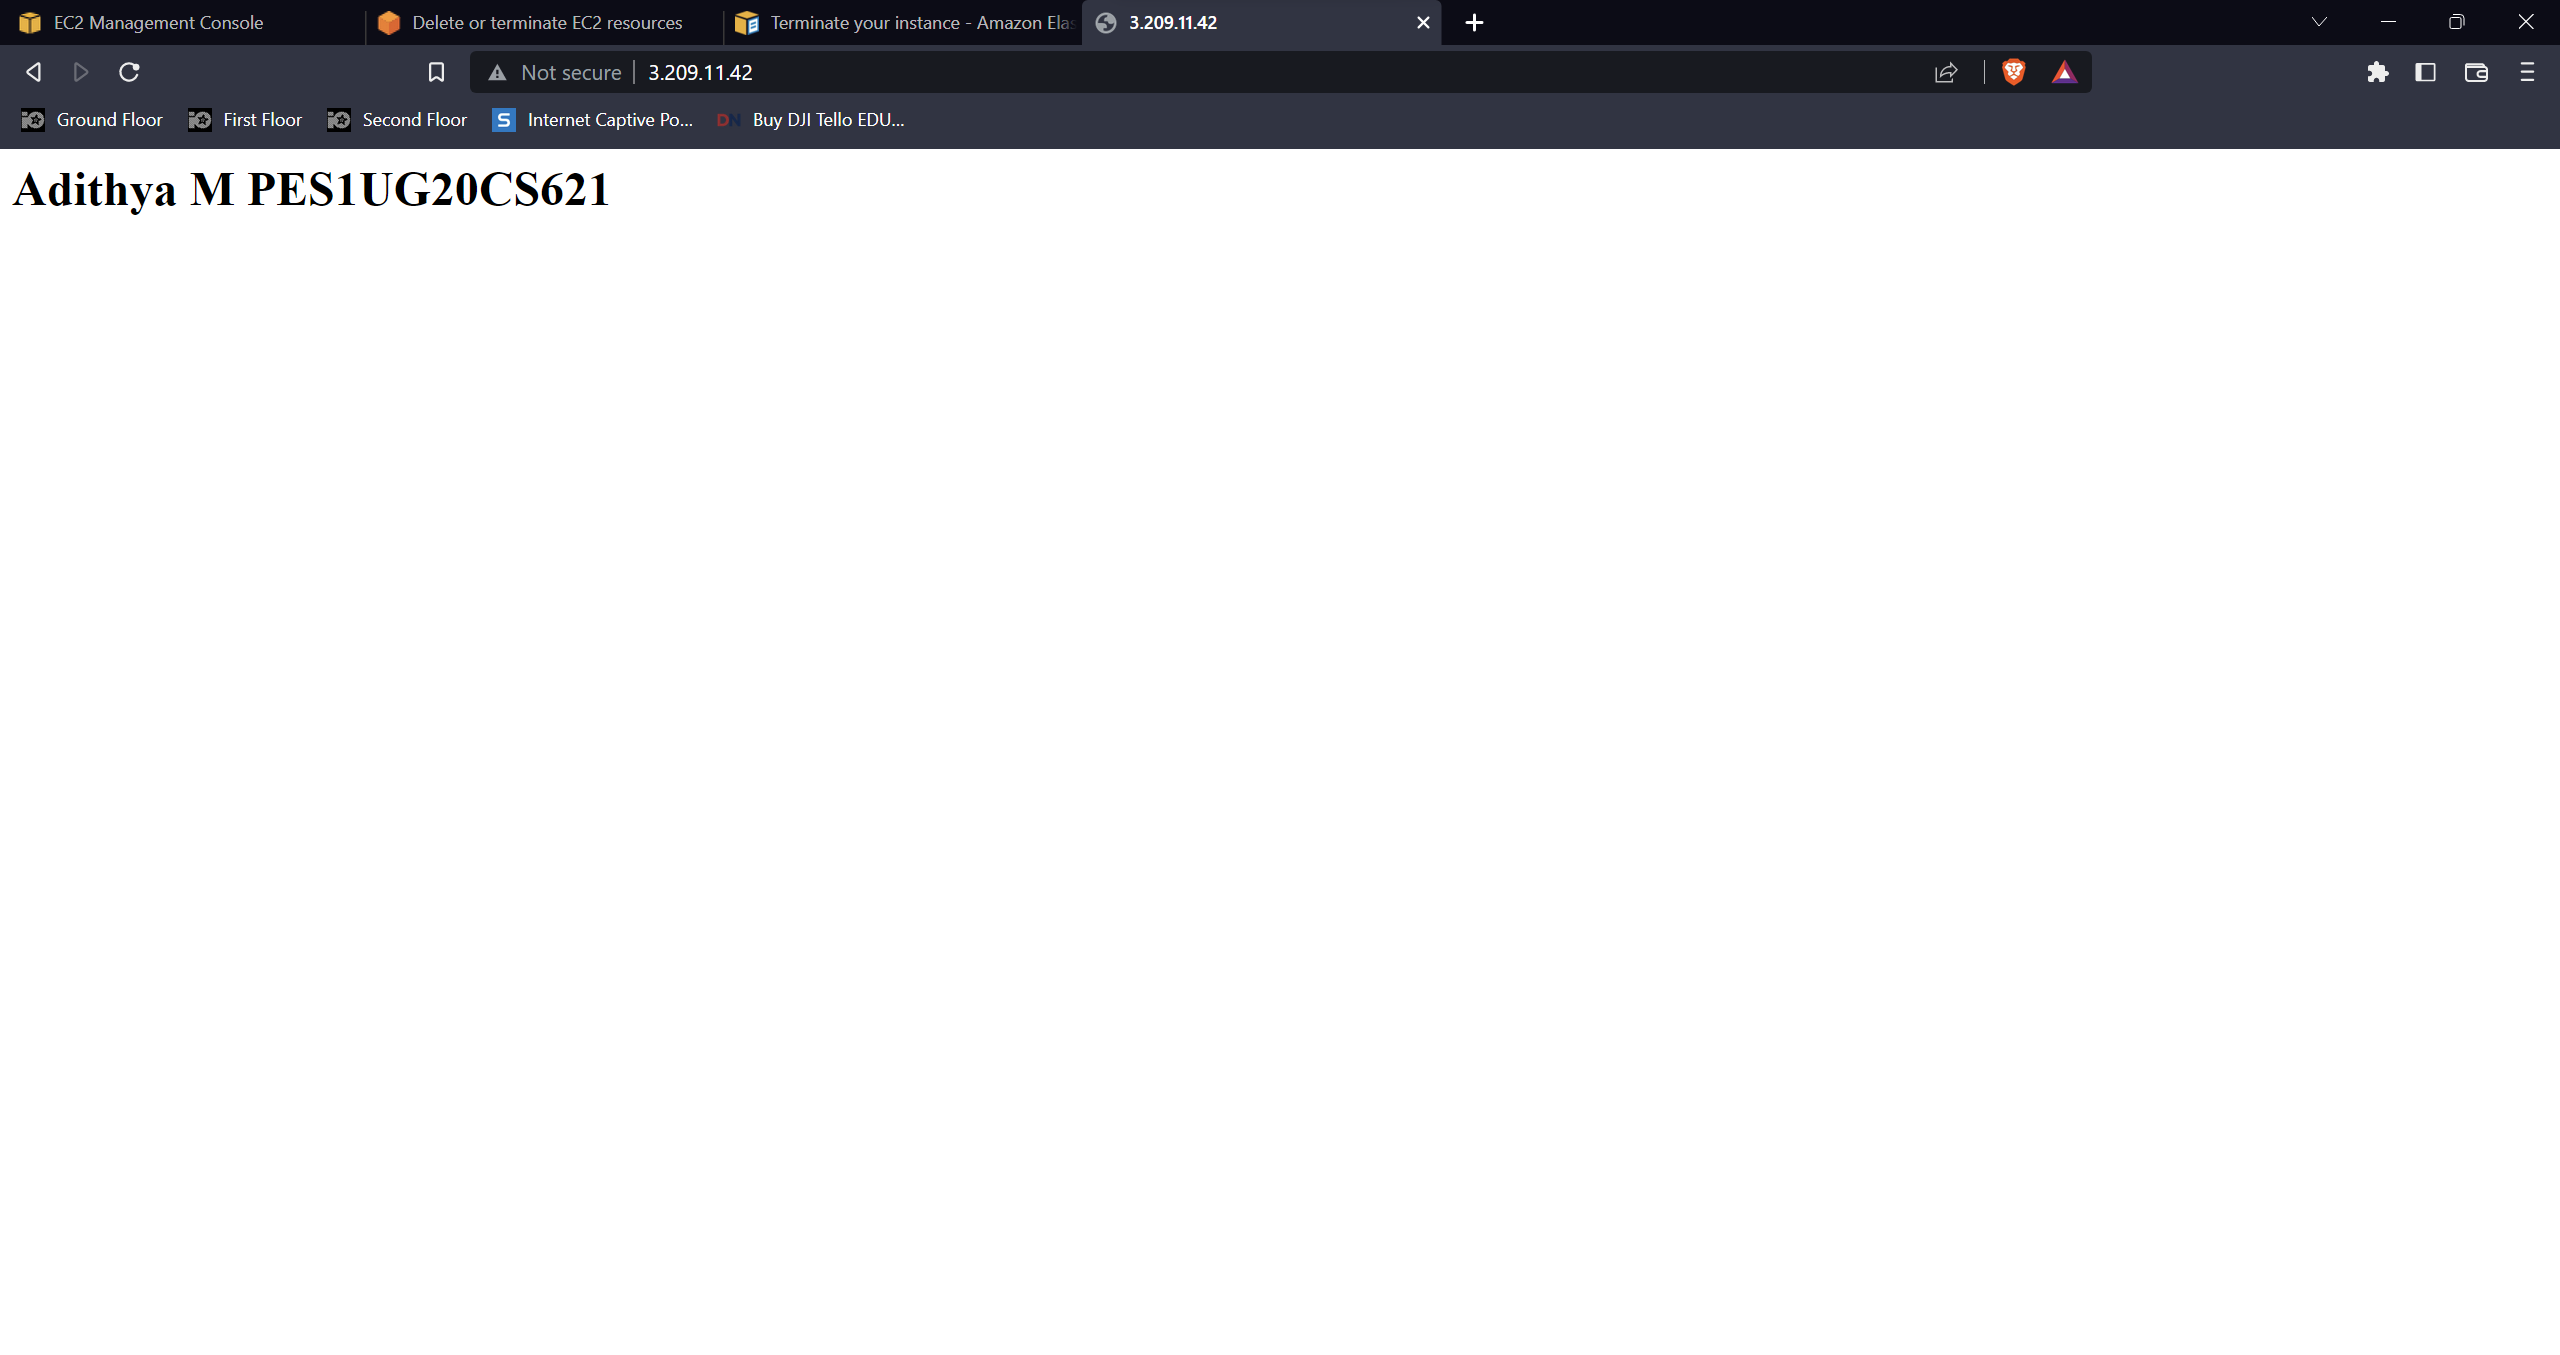 EC2 Management Console
Delete or terminate EC2 resources
Terminate your instance - Amazon Elas
3.209.11.42
Not secure
3.209.11.42
Ground Floor
First Floor
Second Floor
Internet Captive Po...
Buy DJI Tello EDU...
Adithya M PES1UG20CS621